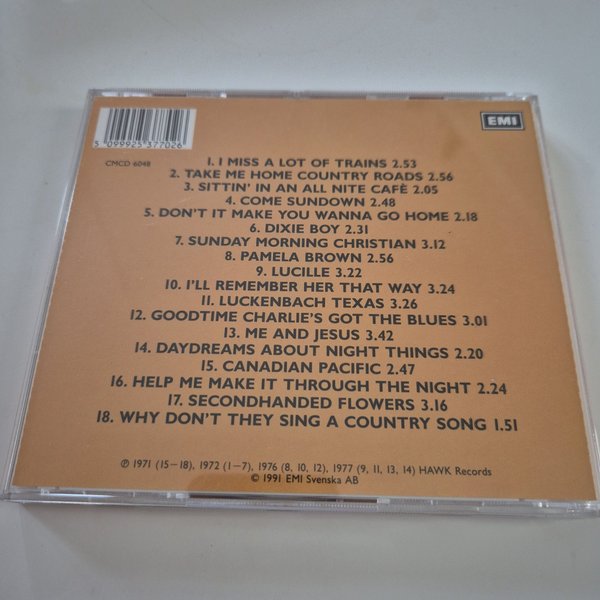 5 099925 377026
EMI
CMCD 6048
1. I MISS A LOT OF TRAINS 2.53
2. TAKE ME HOME COUNTRY ROADS 2.56
3. SITTIN' IN AN ALL NITE CAFÈ 2.05
4. COME SUNDOWN 2.48
5. DON'T IT MAKE YOU WANNA GO HOME 2.18
6. DIXIE BOY 2.31
7. SUNDAY MORNING CHRISTIAN 3.12
8. PAMELA BROWN 2.56
9. LUCILLE 3.22
10. I'LL REMEMBER HER THAT WAY 3.24
11. LUCKENBACH TEXAS 3.26
12. GOODTIME CHARLIE'S GOT THE BLUES 3.01
13. ME AND JESUS 3.42
14. DAYDREAMS ABOUT NIGHT THINGS 2.20
15. CANADIAN PACIFIC 2.47
16. HELP ME MAKE IT THROUGH THE NIGHT 2.24
17. SECONDHANDED FLOWERS 3.16
18. WHY DON'T THEY SING A COUNTRY SONG 1.51
℗ 1971 (15–18), 1972 (1–7), 1976 (8, 10, 12), 1977 (9, 11, 13, 14) HAWK Records
© 1991 EMI Svenska AB